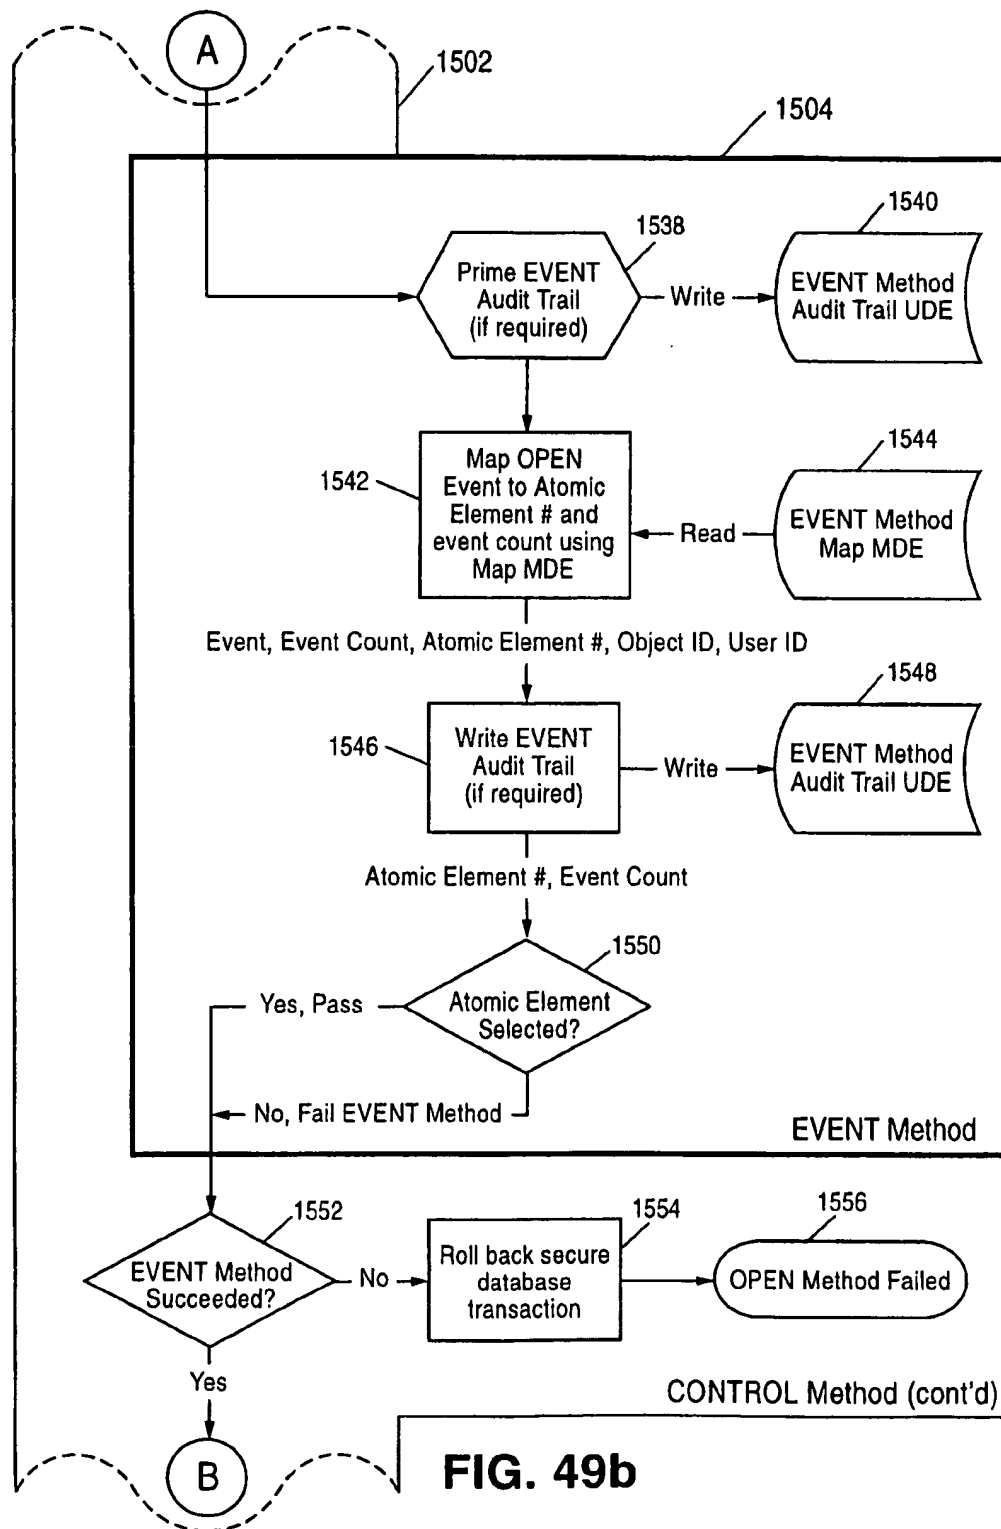 A
1502
1504
1538
1540
Prime EVENT
Audit Trail
(if required)
Write
EVENT Method
Audit Trail UDE
1542
Map OPEN
Event to Atomic
Element # and
event count using
Map MDE
Read
1544
EVENT Method
Map MDE
Event, Event Count, Atomic Element #, Object ID, User ID
1546
Write EVENT
Audit Trail
(if required)
Write
1548
EVENT Method
Audit Trail UDE
Atomic Element #, Event Count
1550
Atomic Element
Selected?
Yes, Pass
No, Fail EVENT Method
EVENT Method
1552
EVENT Method
Succeeded?
No
1554
Roll back secure
database
transaction
1556
OPEN Method Failed
Yes
CONTROL Method (cont'd)
B
FIG. 49b